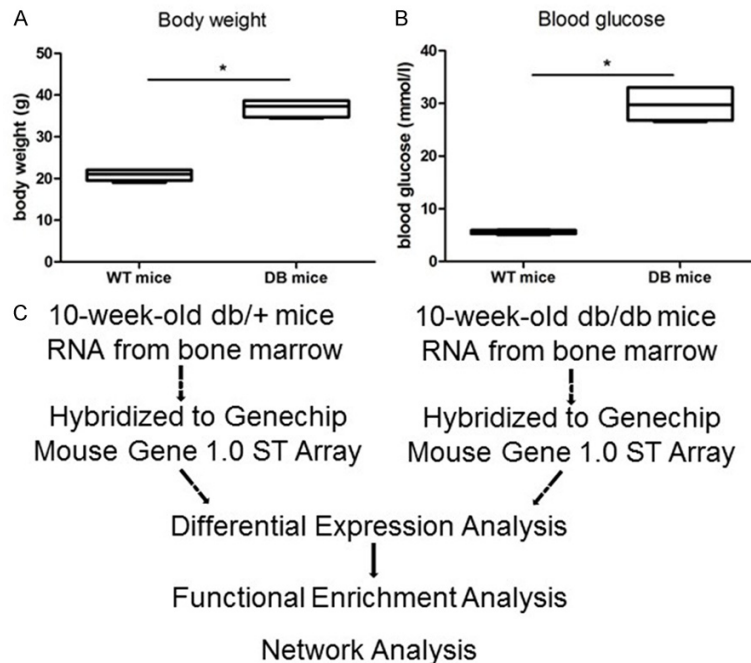 A
Body weight
body weight (g)
50
40
30
20
10
0
*
WT mice
DB mice
B
Blood glucose
blood glucose (mmol/l)
40
30
20
10
0
*
WT mice
DB mice
C
10-week-old db/+ mice
RNA from bone marrow
Hybridized to Genechip
Mouse Gene 1.0 ST Array
10-week-old db/db mice
RNA from bone marrow
Hybridized to Genechip
Mouse Gene 1.0 ST Array
Differential Expression Analysis
Functional Enrichment Analysis
Network Analysis